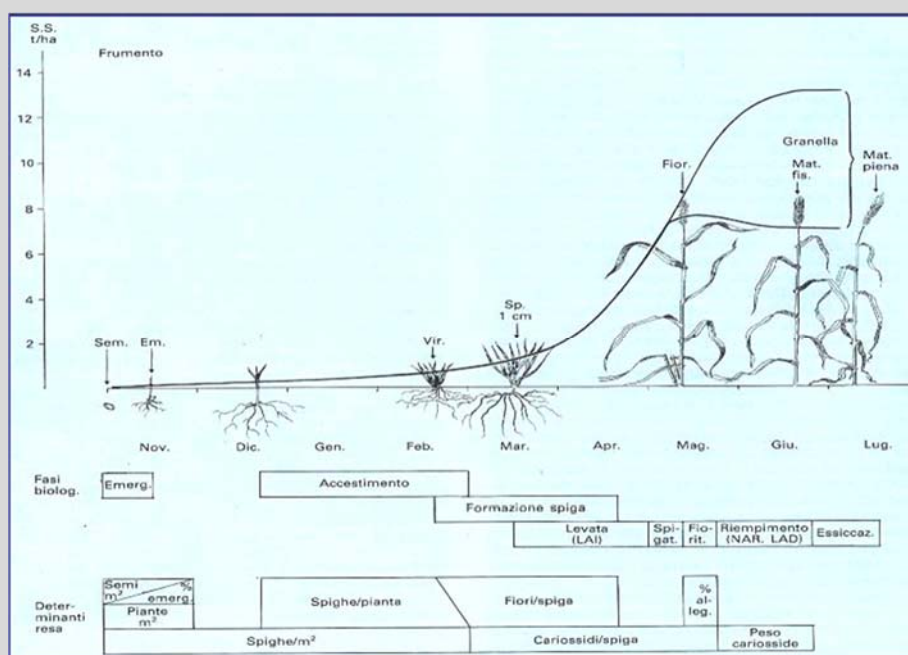 S.S.
t/ha
Frumento
14
12
10
8
6
4
2
Granella
Fior.
Mat.
fis.
Mat.
piena
Sp.
1 cm
Vir.
Sem.
Em.
Nov.
Dic.
Gen.
Feb.
Mar.
Apr.
Mag.
Giu.
Lug.
Fasi
biolog.
Emerg.
Accestimento
Formazione spiga
Levata
(LAI)
Spi-
gat.
Fio-
rit.
Riempimento
(NAR. LAD)
Essiccaz.
Deter-
minanti
resa
Semi
m²
%
emerg.
Piante
m²
Spighe/pianta
Fiori/spiga
%
al-
leg.
Spighe/m²
Cariossidi/spiga
Peso
cariosside